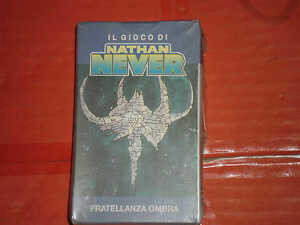 IL GIOCO DI
NATHAN
NEVER
FRATELLANZA OMBRA